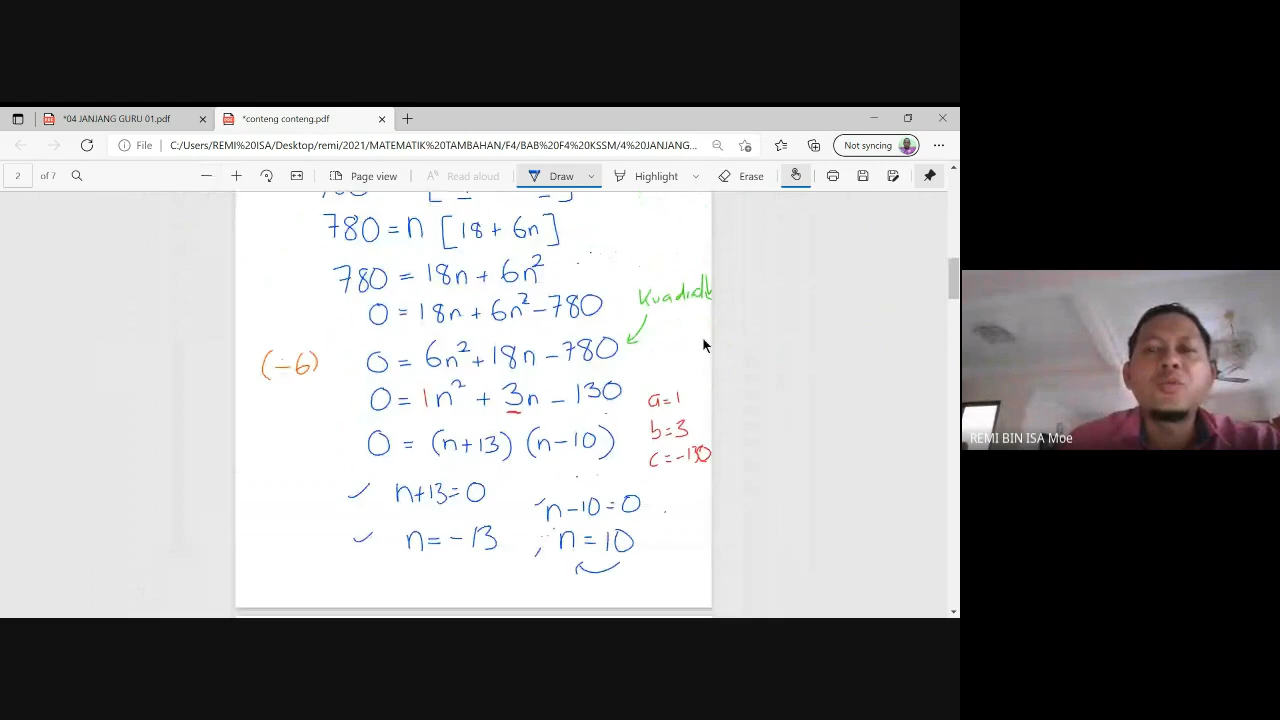 *04 JANJANG GURU 01.pdf
*conteng conteng.pdf
File
C:/Users/REMI%20ISA/Desktop/remi/2021/MATEMATIK%20TAMBAHAN/F4/BAB%20F4%20KSSM/4%20JANJANG...
Not syncing
2 of 7
Page view
Read aloud
Draw
Highlight
Erase
780 = n [18 + 6n]
780 = 18n + 6n²
0 = 18n + 6n² - 780
(÷6) 0 = 6n² + 18n - 780
0 = 1n² + 3n - 130
a = 1
b = 3
c = -130
0 = (n+13) (n-10)
n+13=0 n-10=0
n = -13, n = 10
REMI BIN ISA Moe